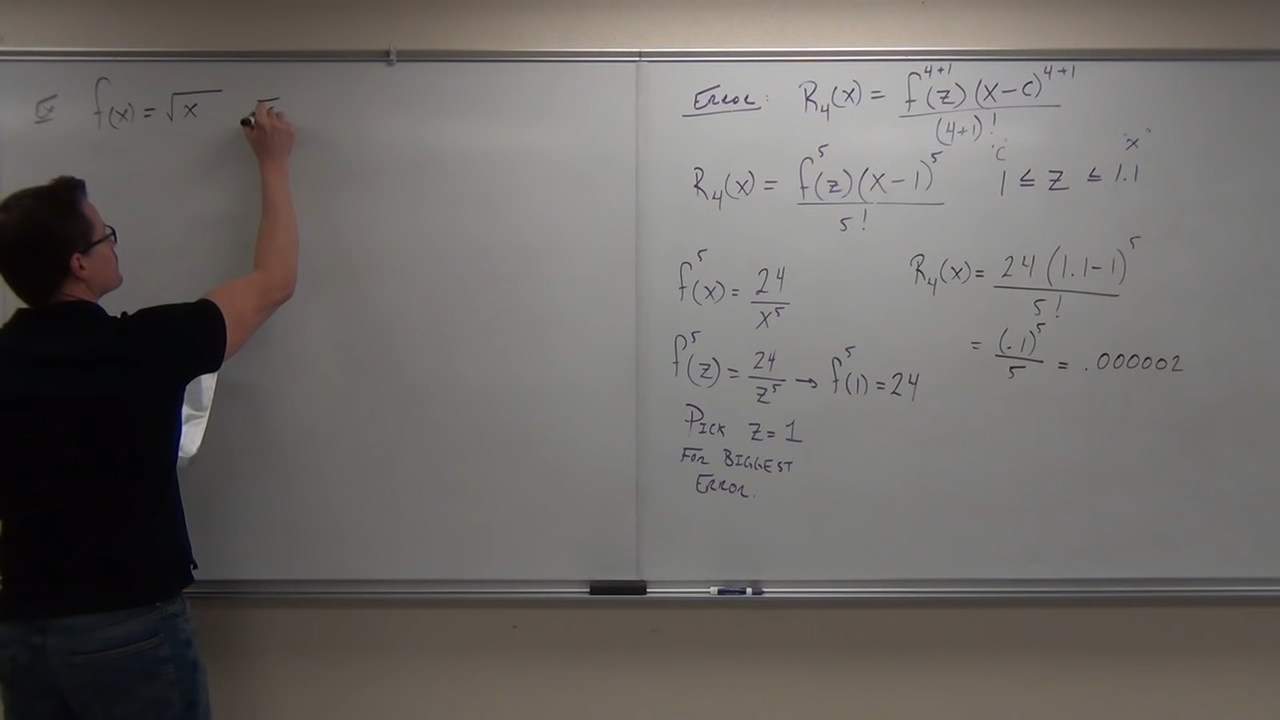 Ex f(x) = √x
Error: R₄(x) = f⁴⁺¹(z)(x-c)⁴⁺¹ / (4+1)!
R₄(x) = f⁵(z)(x-1)⁵ / 5!
"c" "x"
1 ≤ z ≤ 1.1
f⁵(x) = 24 / x⁵
f⁵(z) = 24 / z⁵ → f⁵(1) = 24
Pick z = 1
For Biggest
Error.
R₄(x) = 24(1.1-1)⁵ / 5!
= (.1)⁵ / 5 = .000002